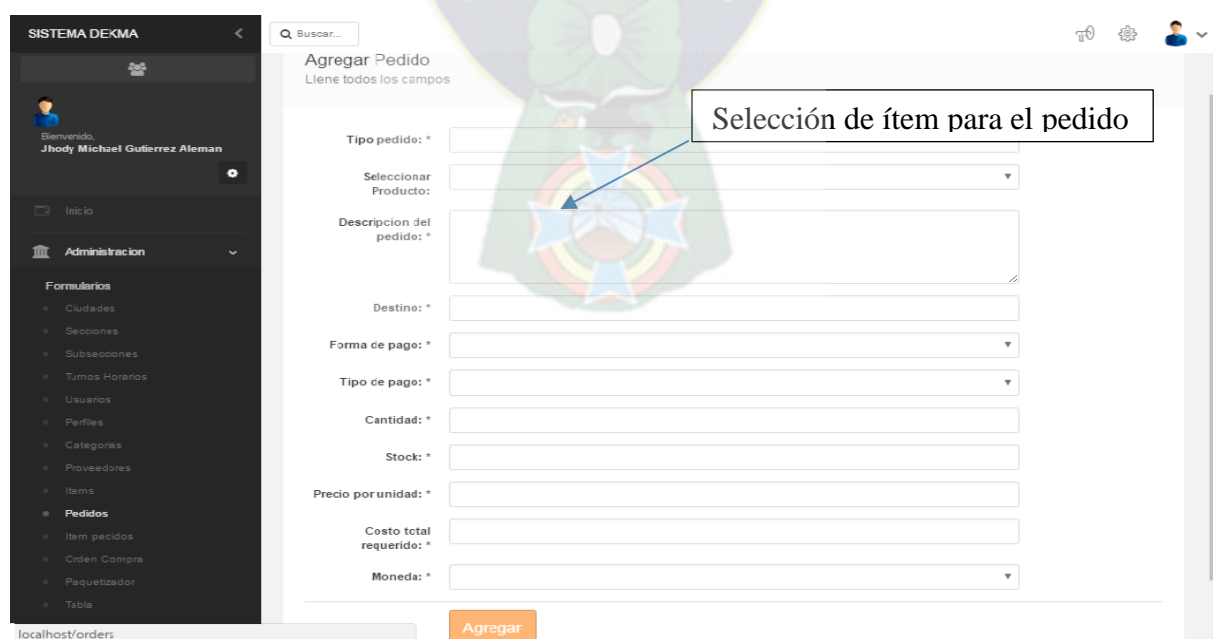 SISTEMA DEKMA
Buscar...
Bienvenido,
Jhody Michael Gutierrez Aleman
Inicio
Administracion
Formularios
Ciudades
Secciones
Subsecciones
Turnos Horarios
Usuarios
Perfiles
Categorias
Proveedores
Items
Pedidos
Item pecidos
Orden Compra
Paquetizador
Tabla
localhost/orders
Agregar Pedido
Llene todos los campos
Selección de ítem para el pedido
Tipo pedido: *
Seleccionar
Producto:
Descripcion del
pedido: *
Destino: *
Forma de pago: *
Tipo de pago: *
Cantidad: *
Stock: *
Precio por unidad: *
Costo total
requerido: *
Moneda: *
Agregar